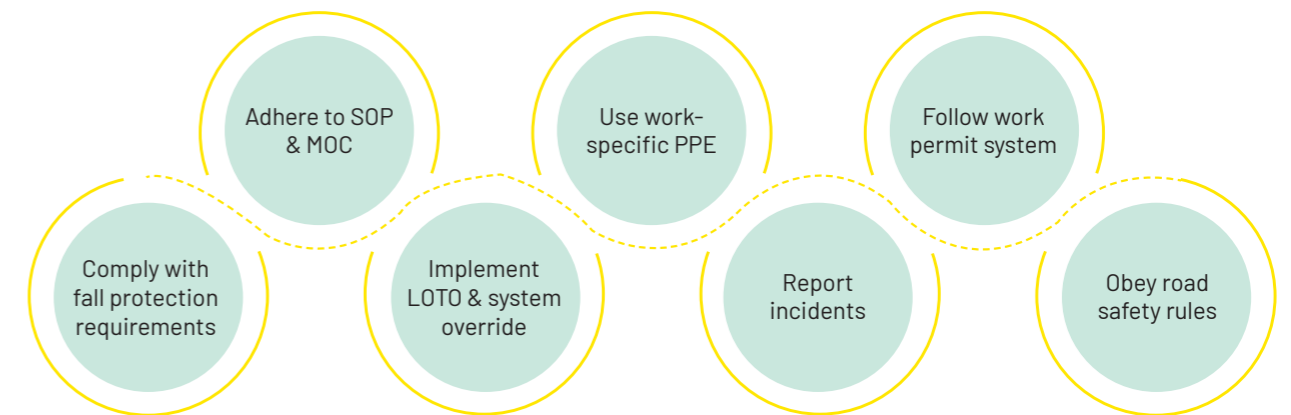 Adhere to SOP
& MOC
Use work-
specific PPE
Follow work
permit system
Comply with
fall protection
requirements
Implement
LOTO & system
override
Report
incidents
Obey road
safety rules